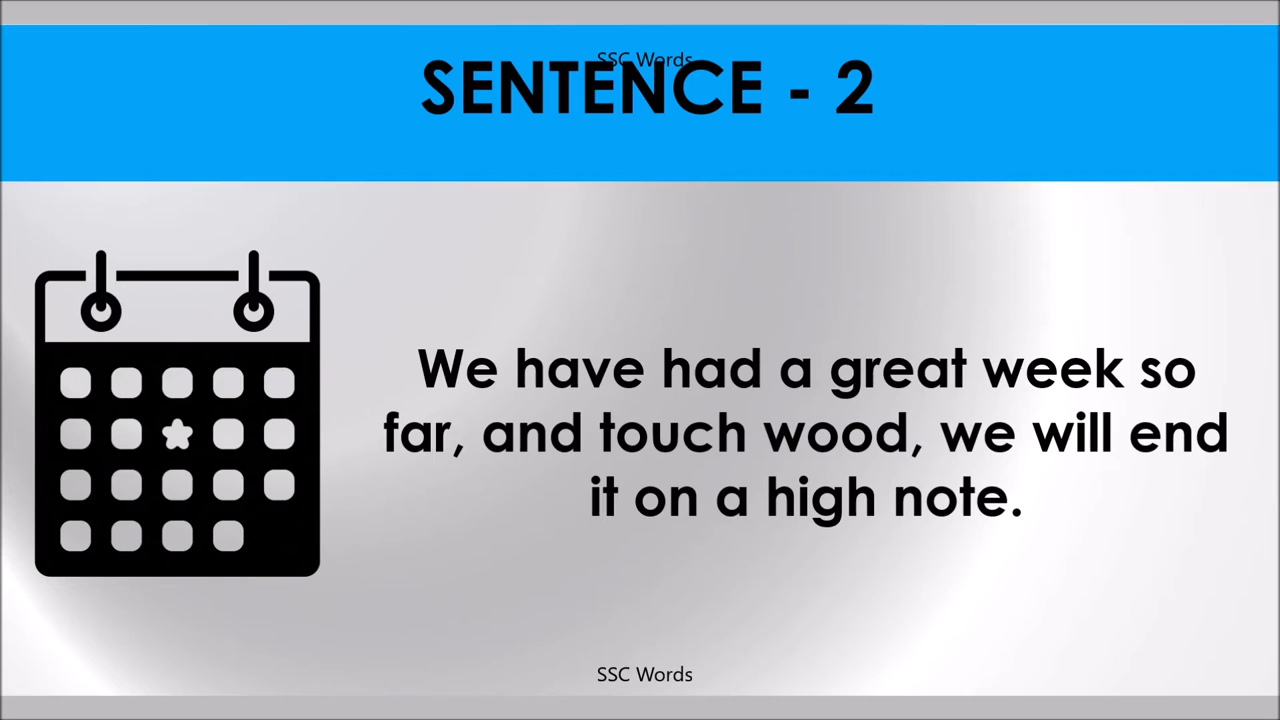 SSC Words
SENTENCE - 2
We have had a great week so
far, and touch wood, we will end
it on a high note.
SSC Words